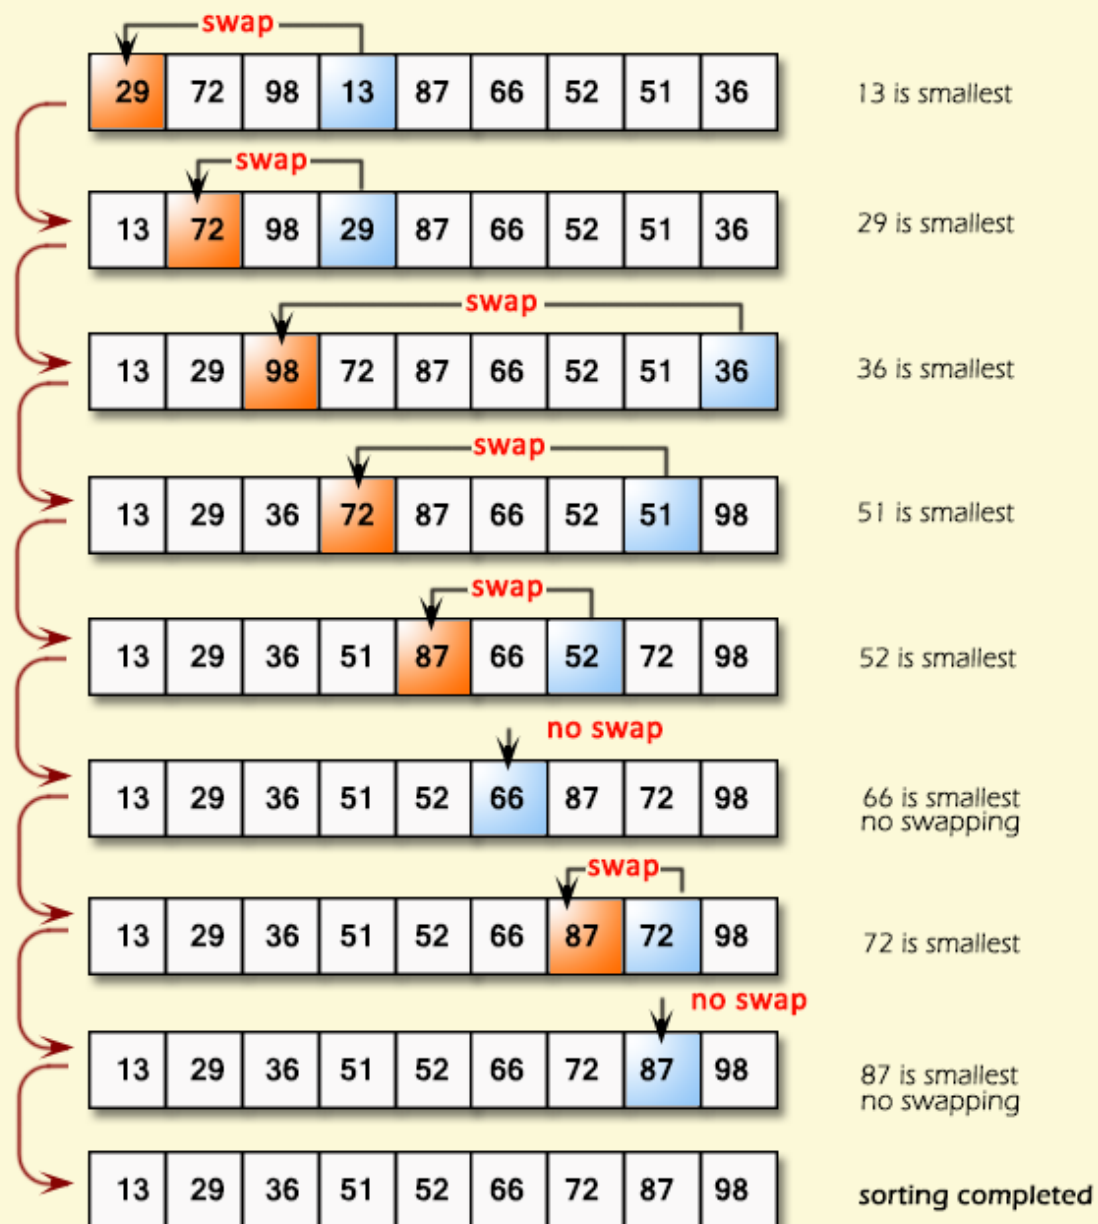 swap
29 72 98 13 87 66 52 51 36
13 is smallest
swap
13 72 98 29 87 66 52 51 36
29 is smallest
swap
13 29 98 72 87 66 52 51 36
36 is smallest
swap
13 29 36 72 87 66 52 51 98
51 is smallest
swap
13 29 36 51 87 66 52 72 98
52 is smallest
no swap
13 29 36 51 52 66 87 72 98
66 is smallest
no swapping
swap
13 29 36 51 52 66 87 72 98
72 is smallest
no swap
13 29 36 51 52 66 72 87 98
87 is smallest
no swapping
13 29 36 51 52 66 72 87 98
sorting completed